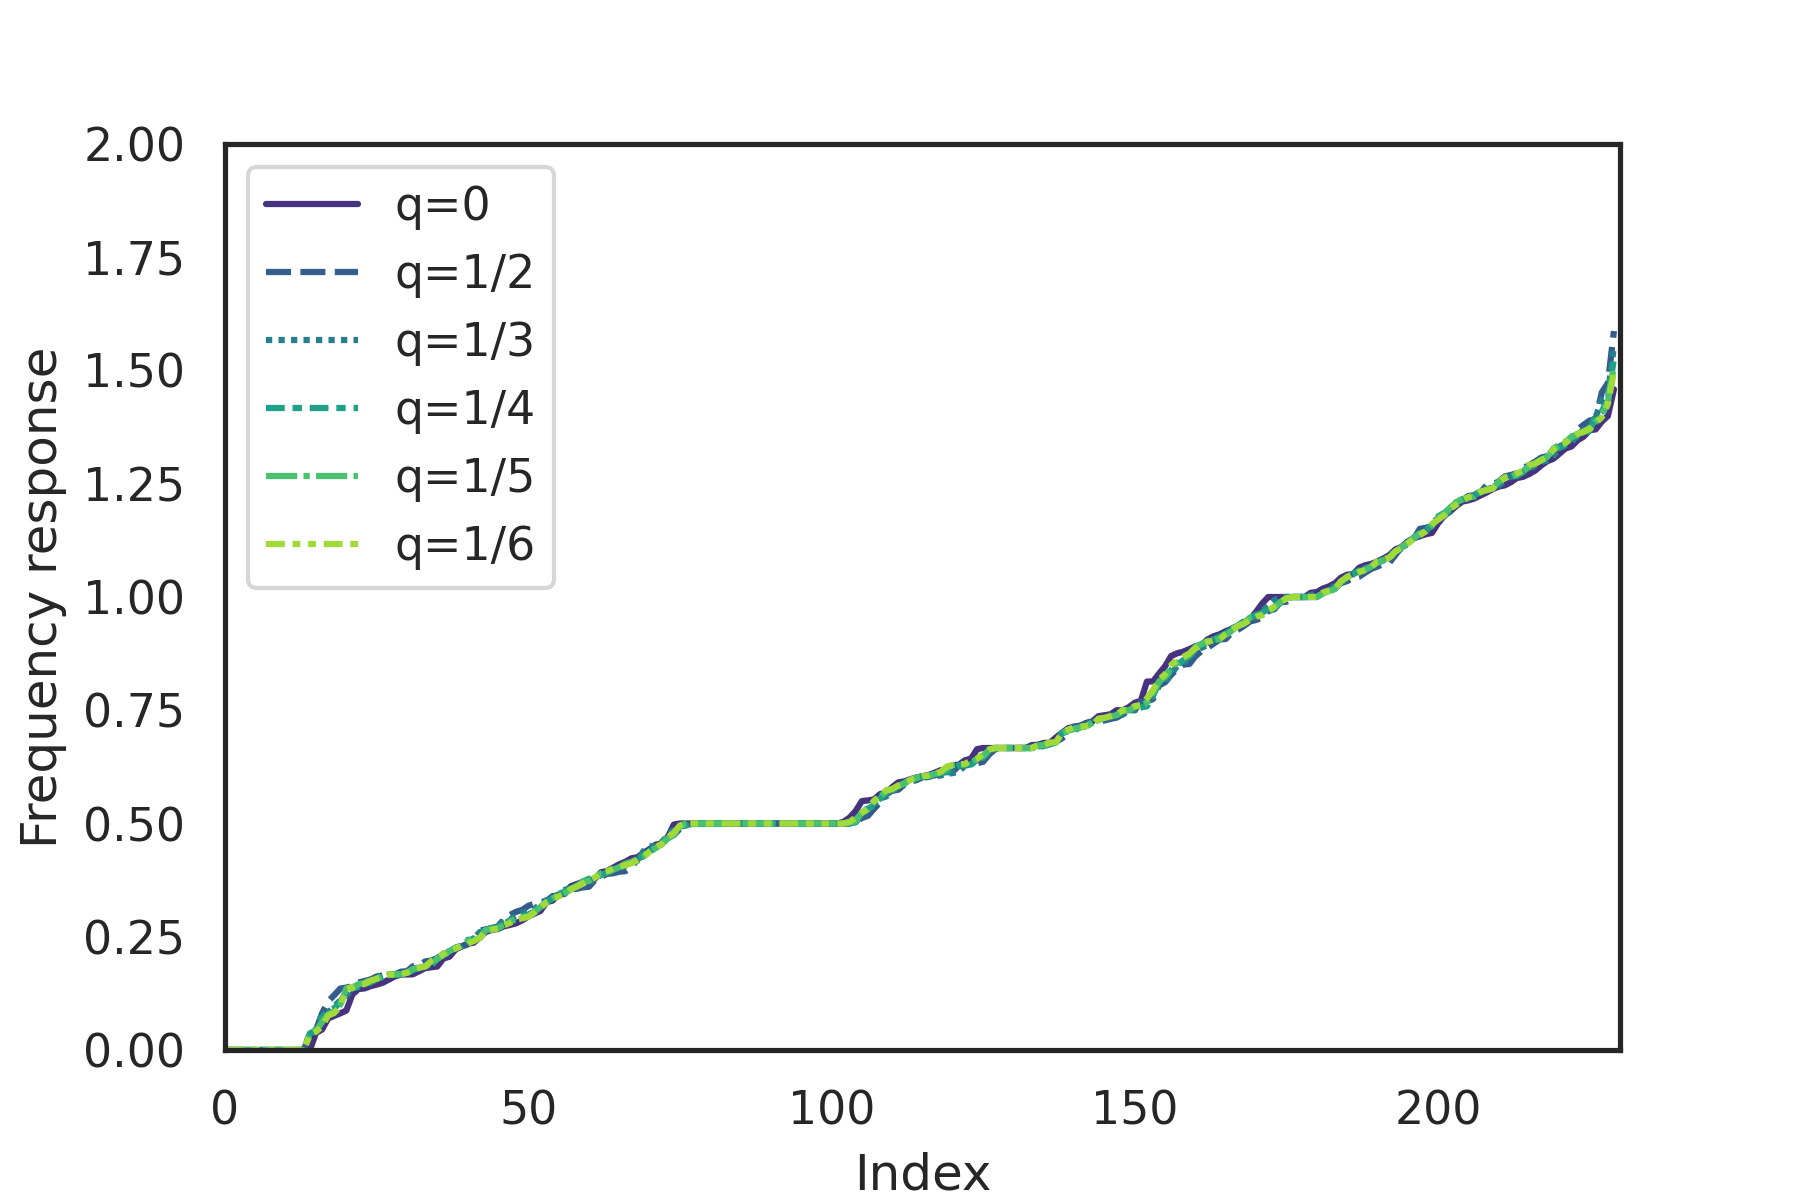 2.00
1.75
1.50
1.25
1.00
0.75
0.50
0.25
0.00
Frequency response
q=0
q=1/2
q=1/3
q=1/4
q=1/5
q=1/6
0 50 100 150 200
Index